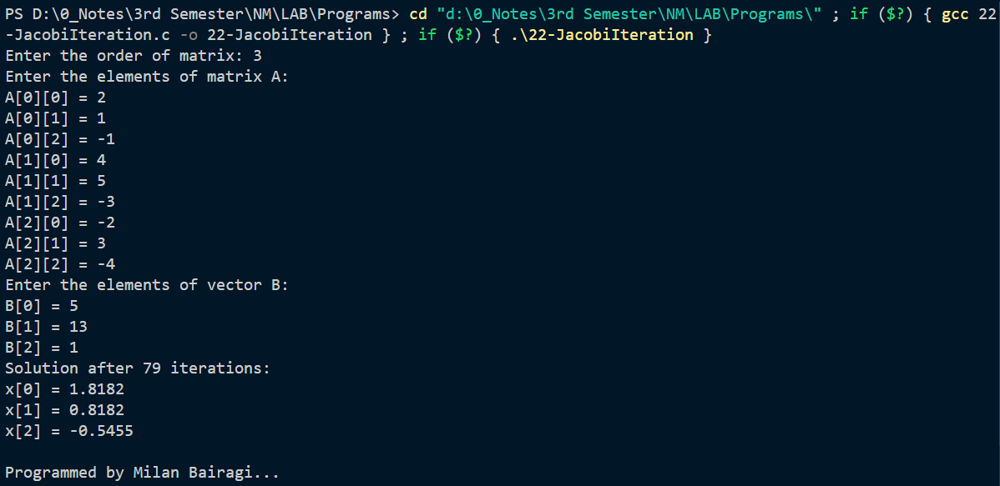 PS D:\0_Notes\3rd Semester\NM\LAB\Programs> cd "d:\0_Notes\3rd Semester\NM\LAB\Programs\" ; if ($?) { gcc 22
-JacobiIteration.c -o 22-JacobiIteration } ; if ($?) { .\22-JacobiIteration }
Enter the order of matrix: 3
Enter the elements of matrix A:
A[0][0] = 2
A[0][1] = 1
A[0][2] = -1
A[1][0] = 4
A[1][1] = 5
A[1][2] = -3
A[2][0] = -2
A[2][1] = 3
A[2][2] = -4
Enter the elements of vector B:
B[0] = 5
B[1] = 13
B[2] = 1
Solution after 79 iterations:
x[0] = 1.8182
x[1] = 0.8182
x[2] = -0.5455
Programmed by Milan Bairagi...